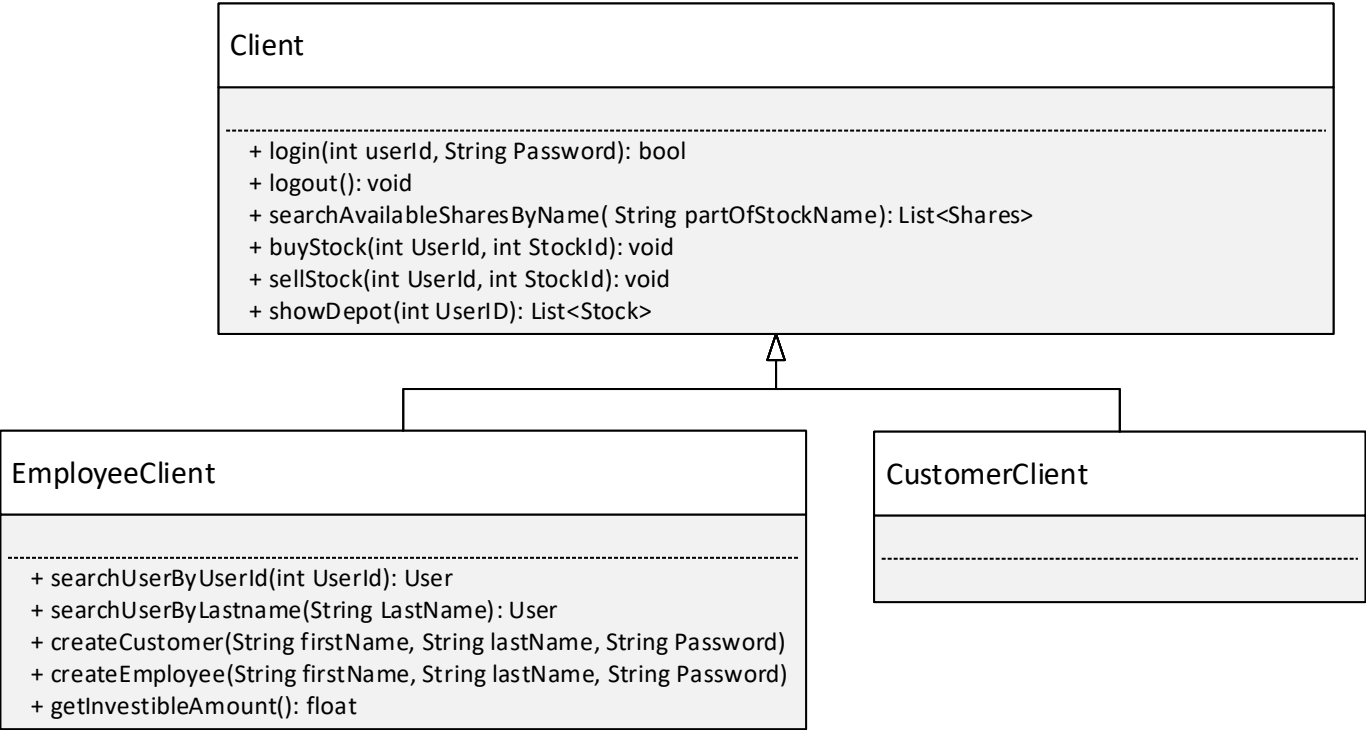 Client
+ login(int userId, String Password): bool
+ logout(): void
+ searchAvailableSharesByName( String partOfStockName): List<Shares>
+ buyStock(int UserId, int StockId): void
+ sellStock(int UserId, int StockId): void
+ showDepot(int UserID): List<Stock>
EmployeeClient
+ searchUserByUserId(int UserId): User
+ searchUserByLastname(String LastName): User
+ createCustomer(String firstName, String lastName, String Password)
+ createEmployee(String firstName, String lastName, String Password)
+ getInvestibleAmount(): float
CustomerClient